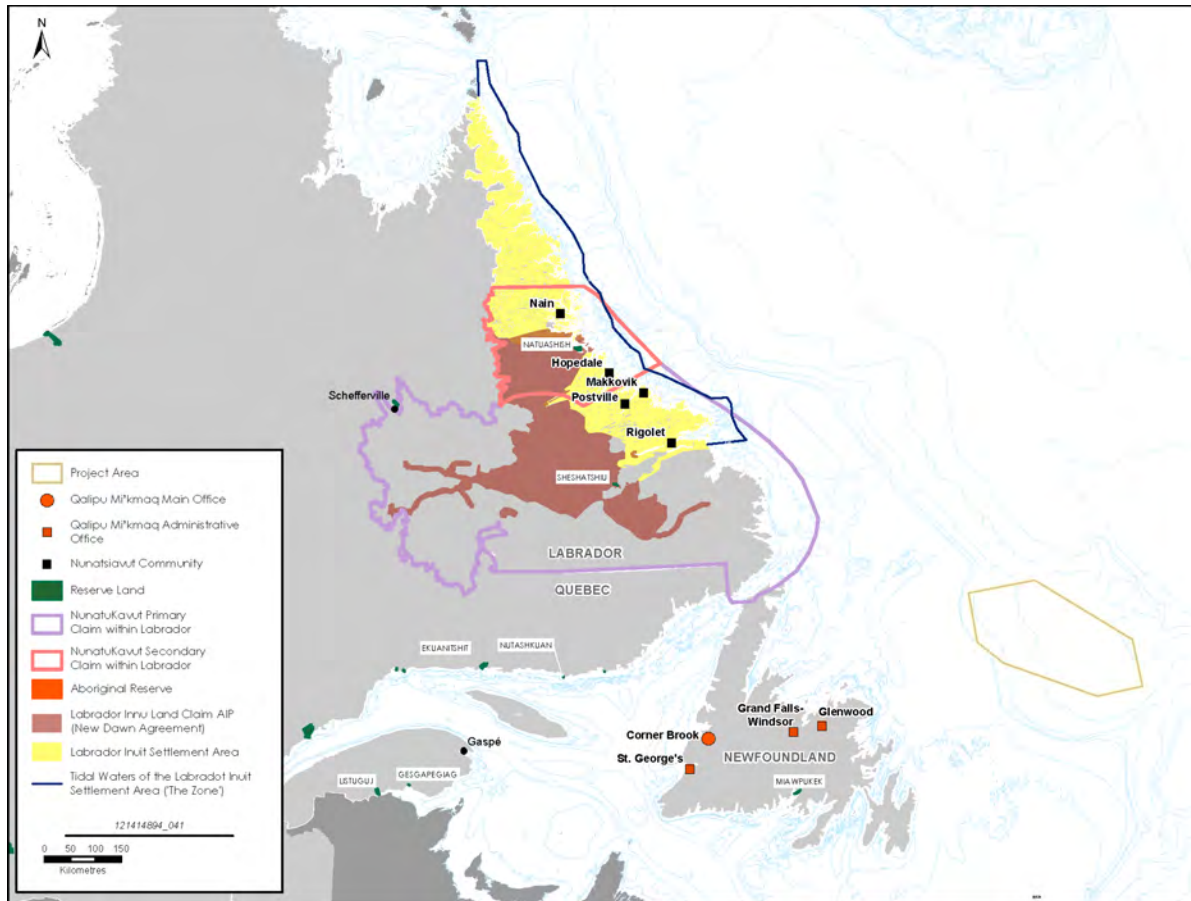 N
Nain
NATUASHISH
Hopedale
Makkovik
Postville
Schefferville
Rigolet
SHESHATSHIU
LABRADOR
QUEBEC
EKUANITSHIT
NUTASHKUAN
Grand Falls-
Windsor
Glenwood
Corner Brook
NEWFOUNDLAND
St. George's
MIAWPUKEK
Gaspé
GESGAPEGIAG
LISTUGUJ
Project Area
Qalipu Mi'kmaq Main Office
Qalipu Mi'kmaq Administrative
Office
Nunatsiavut Community
Reserve Land
NunatuKavut Primary
Claim within Labrador
NunatuKavut Secondary
Claim within Labrador
Aboriginal Reserve
Labrador Innu Land Claim AIP
(New Dawn Agreement)
Labrador Inuit Settlement Area
Tidal Waters of the Labradot Inuit
Settlement Area ('The Zone')
121414894_041
0 50 100 150
Kilometres